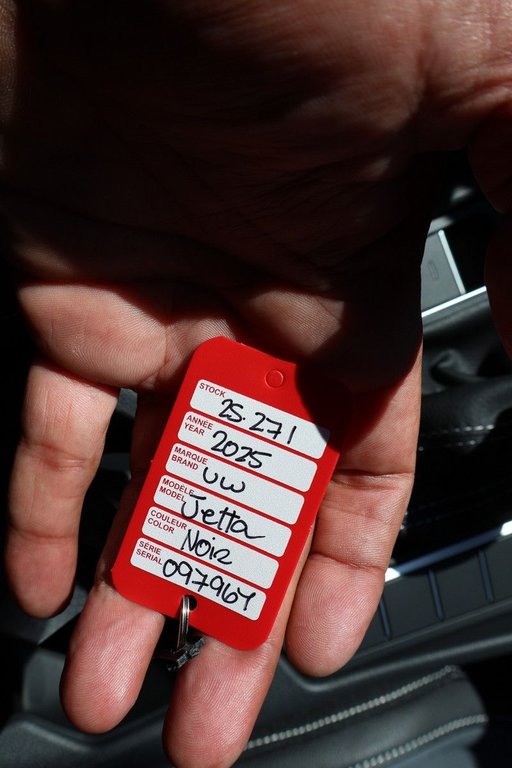 STOCK 25.271
ANNÉE
YEAR 2025
MARQUE
BRAND VW
MODÈLE
MODEL Jetta
COULEUR
COLOR Noir
SÉRIE
SERIAL 097964